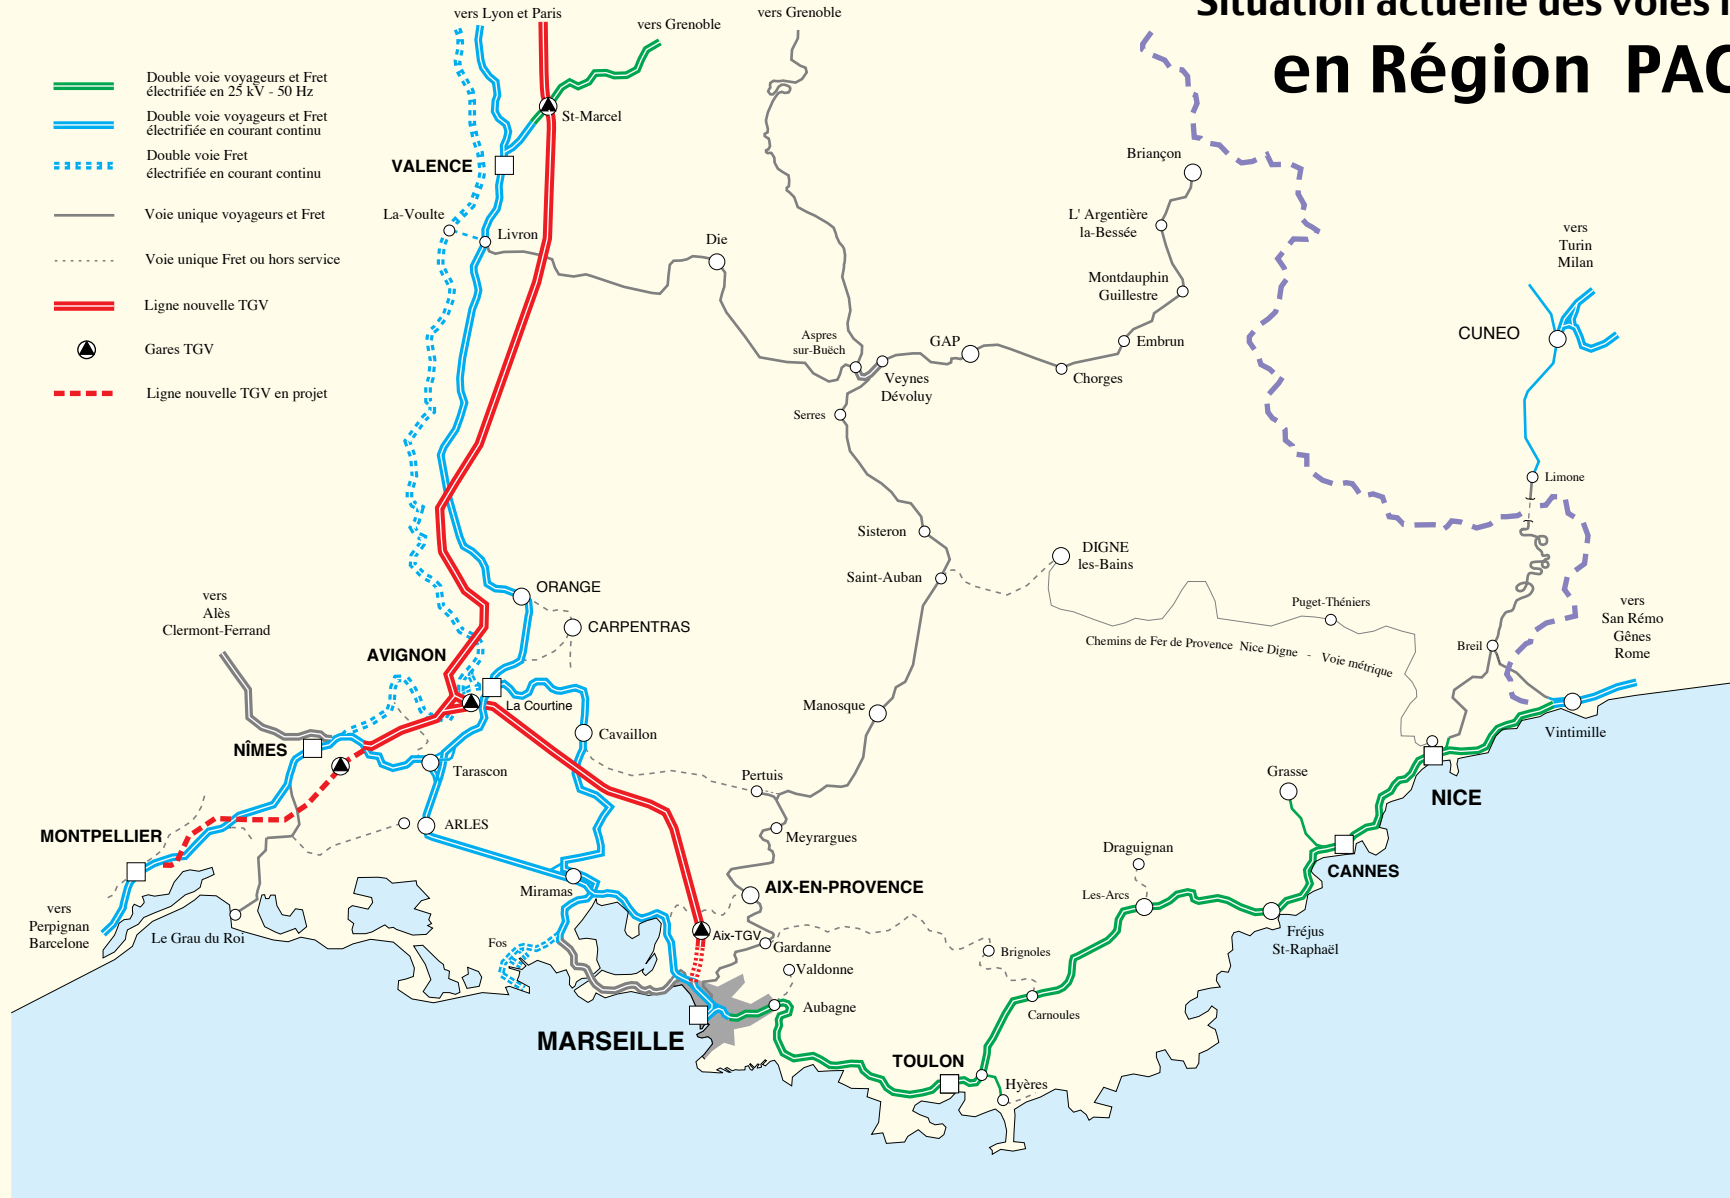 Situation actuelle des voies
en Région PAC
vers Lyon et Paris
vers Grenoble
vers Grenoble
Double voie voyageurs et Fret
électrifiée en 25 kV - 50 Hz
Double voie voyageurs et Fret
électrifiée en courant continu
Double voie Fret
électrifiée en courant continu
Voie unique voyageurs et Fret
Voie unique Fret ou hors service
Ligne nouvelle TGV
Gares TGV
Ligne nouvelle TGV en projet
St-Marcel
VALENCE
La-Voulte
Livron
Die
Briançon
L' Argentière
la-Bessée
Montdauphin
Guillestre
Embrun
Chorges
GAP
Aspres
sur-Buëch
Veynes
Dévoluy
Serres
vers
Turin
Milan
CUNEO
Limone
Sisteron
Saint-Auban
DIGNE
les-Bains
Puget-Théniers
Chemins de Fer de Provence Nice Digne - Voie métrique
Breil
vers
San Rémo
Gênes
Rome
Vintimille
ORANGE
CARPENTRAS
vers
Alès
Clermont-Ferrand
AVIGNON
La Courtine
Cavaillon
Manosque
NÎMES
Tarascon
Pertuis
Meyrargues
Grasse
NICE
MONTPELLIER
ARLES
Miramas
AIX-EN-PROVENCE
Draguignan
Les-Arcs
CANNES
vers
Perpignan
Barcelone
Le Grau du Roi
Fos
Aix-TGV
Gardanne
Valdonne
Brignoles
Fréjus
St-Raphaël
Aubagne
Carnoules
MARSEILLE
TOULON
Hyères